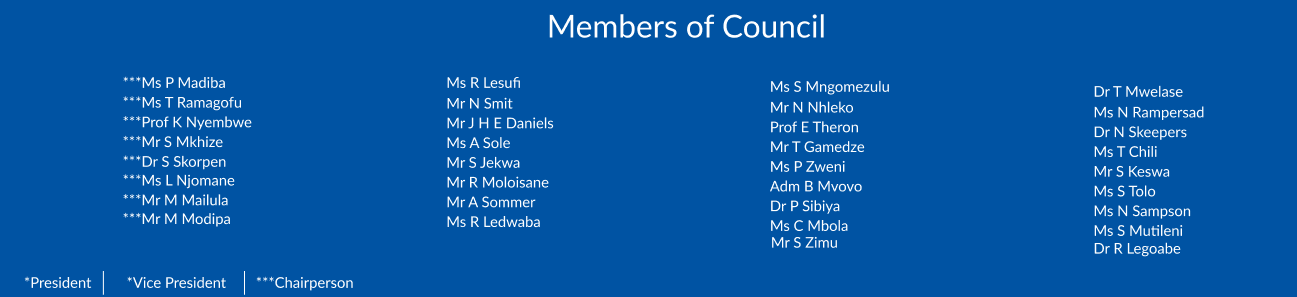 Members of Council
***Ms P Madiba
***Ms T Ramagofu
***Prof K Nyembwe
***Mr S Mkhize
***Dr S Skorpen
***Ms L Njomane
***Mr M Mailula
***Mr M Modipa
Ms R Lesufi
Mr N Smit
Mr J H E Daniels
Ms A Sole
Mr S Jekwa
Mr R Moloisane
Mr A Sommer
Ms R Ledwaba
Ms S Mngomezulu
Mr N Nhleko
Prof E Theron
Mr T Gamedze
Ms P Zweni
Adm B Mvovo
Dr P Sibiya
Ms C Mbola
Mr S Zimu
Dr T Mwelase
Ms N Rampersad
Dr N Skeepers
Ms T Chili
Mr S Keswa
Ms S Tolo
Ms N Sampson
Ms S Mutileni
Dr R Legoabe
*President | *Vice President | ***Chairperson